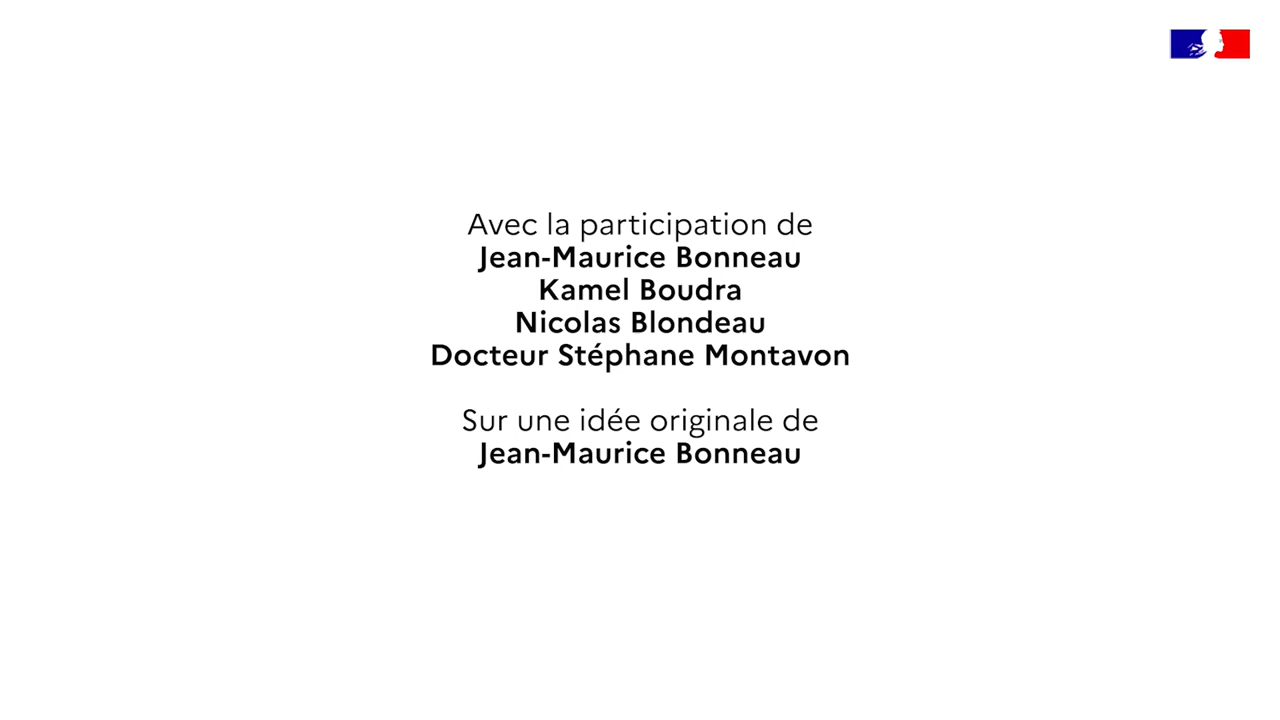 Avec la participation de
Jean-Maurice Bonneau
Kamel Boudra
Nicolas Blondeau
Docteur Stéphane Montavon
Sur une idée originale de
Jean-Maurice Bonneau